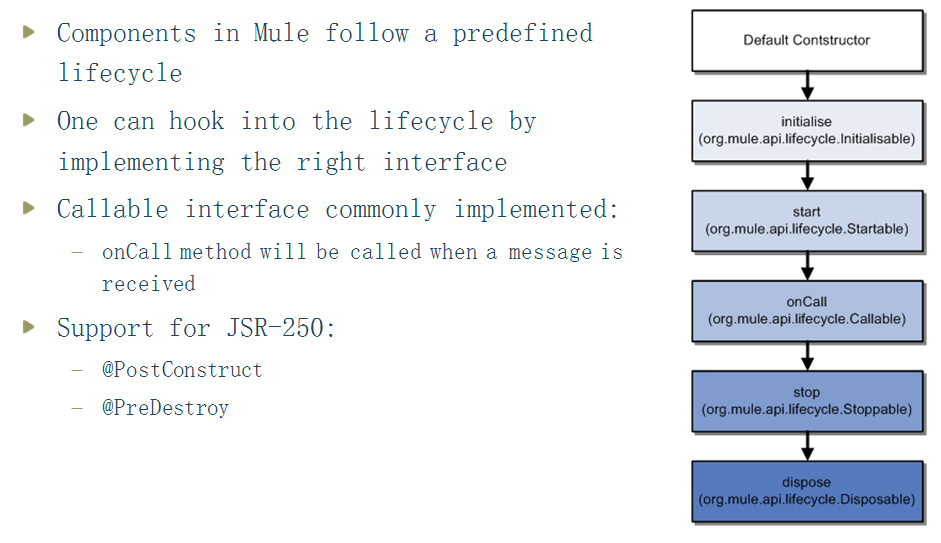 Components in Mule follow a predefined
lifecycle
One can hook into the lifecycle by
implementing the right interface
Callable interface commonly implemented:
– onCall method will be called when a message is
received
Support for JSR-250:
– @PostConstruct
– @PreDestroy
Default Contstructor
initialise
(org.mule.api.lifecycle.Initialisable)
start
(org.mule.api.lifecycle.Startable)
onCall
(org.mule.api.lifecycle.Callable)
stop
(org.mule.api.lifecycle.Stoppable)
dispose
(org.mule.api.lifecycle.Disposable)